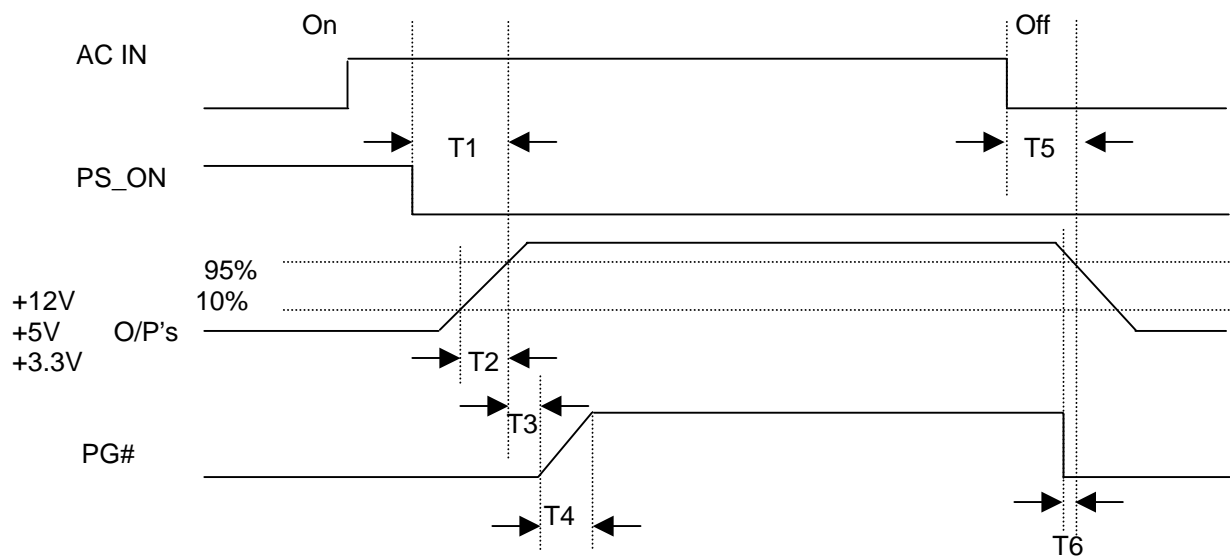 On
Off
AC IN
T1
T5
PS_ON
95%
+12V
10%
+5V
O/P's
+3.3V
T2
T3
PG#
T4
T6